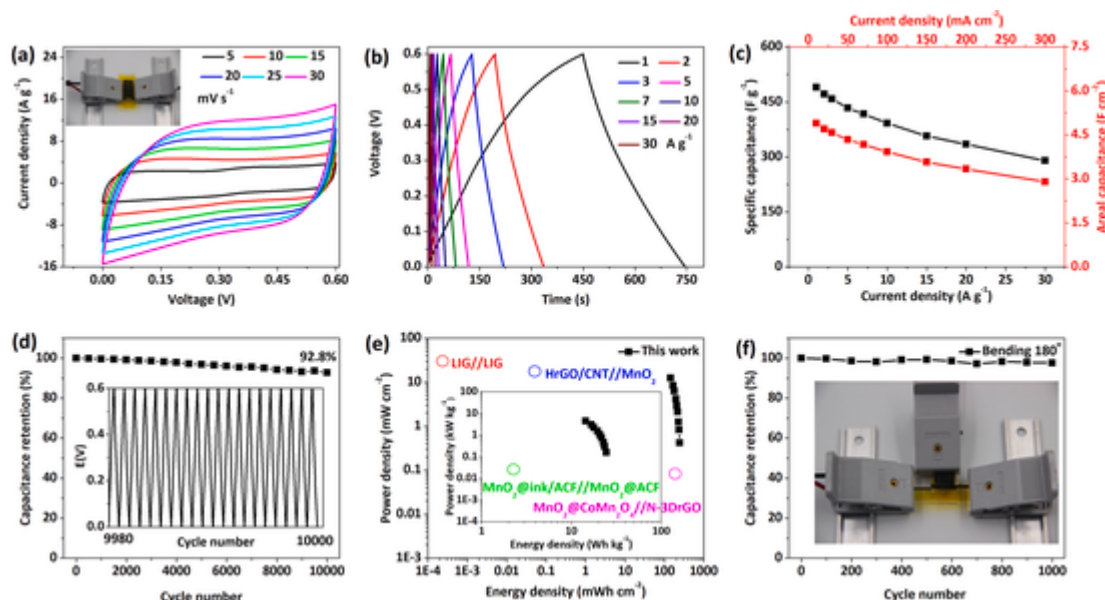 (a)
5 10 15
20 25 30
mV s⁻¹
Current density (A g⁻¹)
24
16
8
0
-8
-16
0.00 0.15 0.30 0.45 0.60
Voltage (V)
(b)
1 2
3 5
7 10
15 20
30 A g⁻¹
Voltage (V)
0.6
0.5
0.4
0.3
0.2
0.1
0.0
0 150 300 450 600 750
Time (s)
(c)
Current density (mA cm⁻²)
0 50 100 150 200 250 300
Specific capacitance (F g⁻¹)
600
450
300
150
0
Areal capacitance (F cm⁻²)
7.5
6.0
4.5
3.0
1.5
0.0
0 5 10 15 20 25 30
Current density (A g⁻¹)
(d)
92.8%
Capacitance retention (%)
120
100
80
60
40
20
0
E(V)
0.6
0.4
0.2
0.0
9980 Cycle number 10000
0 2000 4000 6000 8000 10000
Cycle number
(e)
This work
LIG//LIG
HrGO/CNT//MnO₂
MnO₂@ink/ACF//MnO₂@ACF
MnO₂@CoMn₂O₄//N-3DrGO
Power density (mW cm⁻²)
100
10
1
0.1
0.01
1E-3
Power density (kW kg⁻¹)
100
10
1
0.1
0.01
1E-3
1E-4
1 10 100
Energy density (Wh kg⁻¹)
1E-4 1E-3 0.01 0.1 1 10 100 1000
Energy density (mWh cm⁻²)
(f)
Bending 180°
Capacitance retention (%)
120
100
80
60
40
20
0
0 200 400 600 800 1000
Cycle number